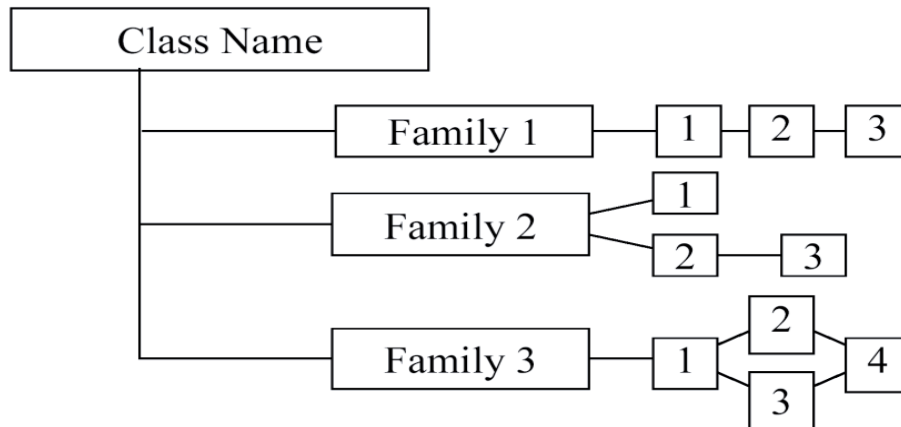 Class Name
Family 1 1 2 3
Family 2 1
2 3
Family 3 1 2 4
3